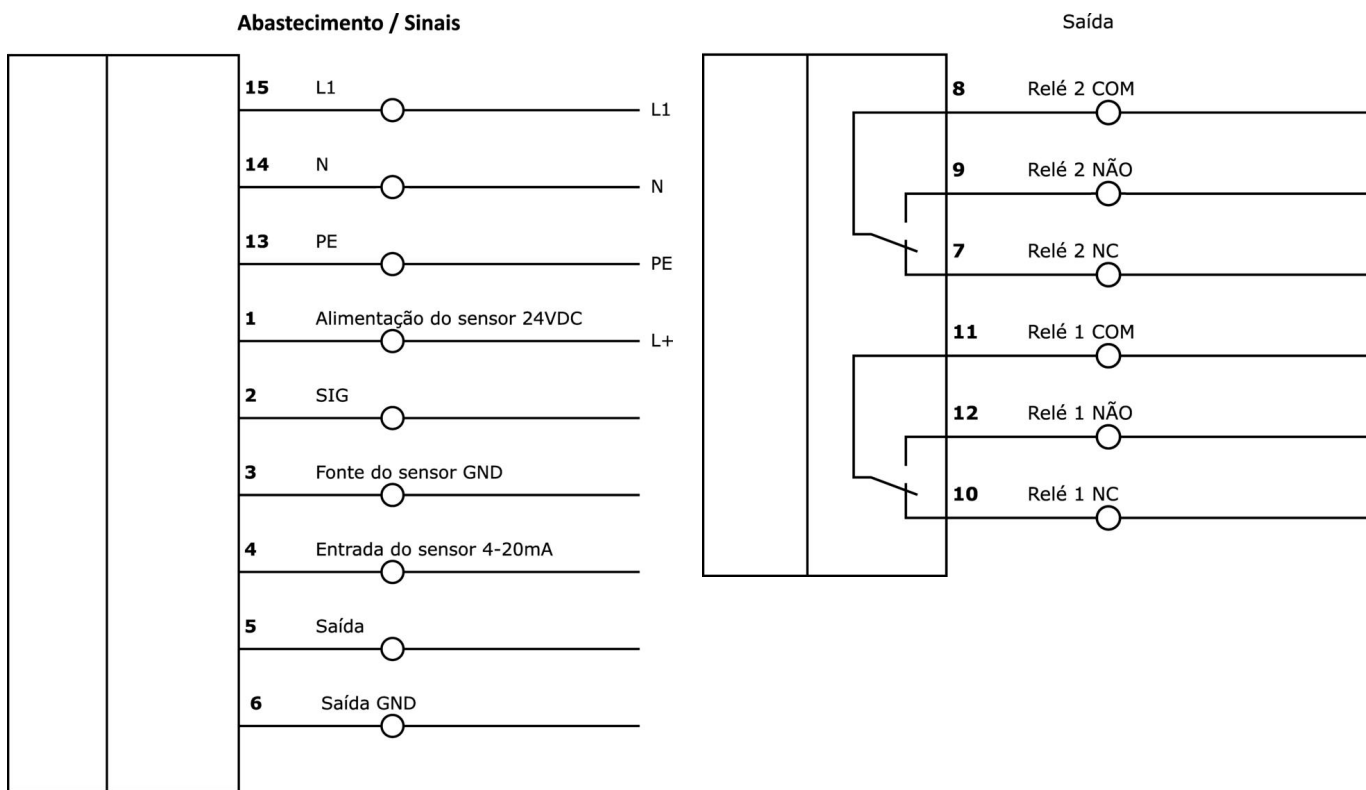 Abastecimento / Sinais
15 L1
L1
14 N
N
13 PE
PE
1 Alimentação do sensor 24VDC
L+
2 SIG
3 Fonte do sensor GND
4 Entrada do sensor 4-20mA
5 Saída
6 Saída GND
Saída
8 Relé 2 COM
9 Relé 2 NÃO
7 Relé 2 NC
11 Relé 1 COM
12 Relé 1 NÃO
10 Relé 1 NC